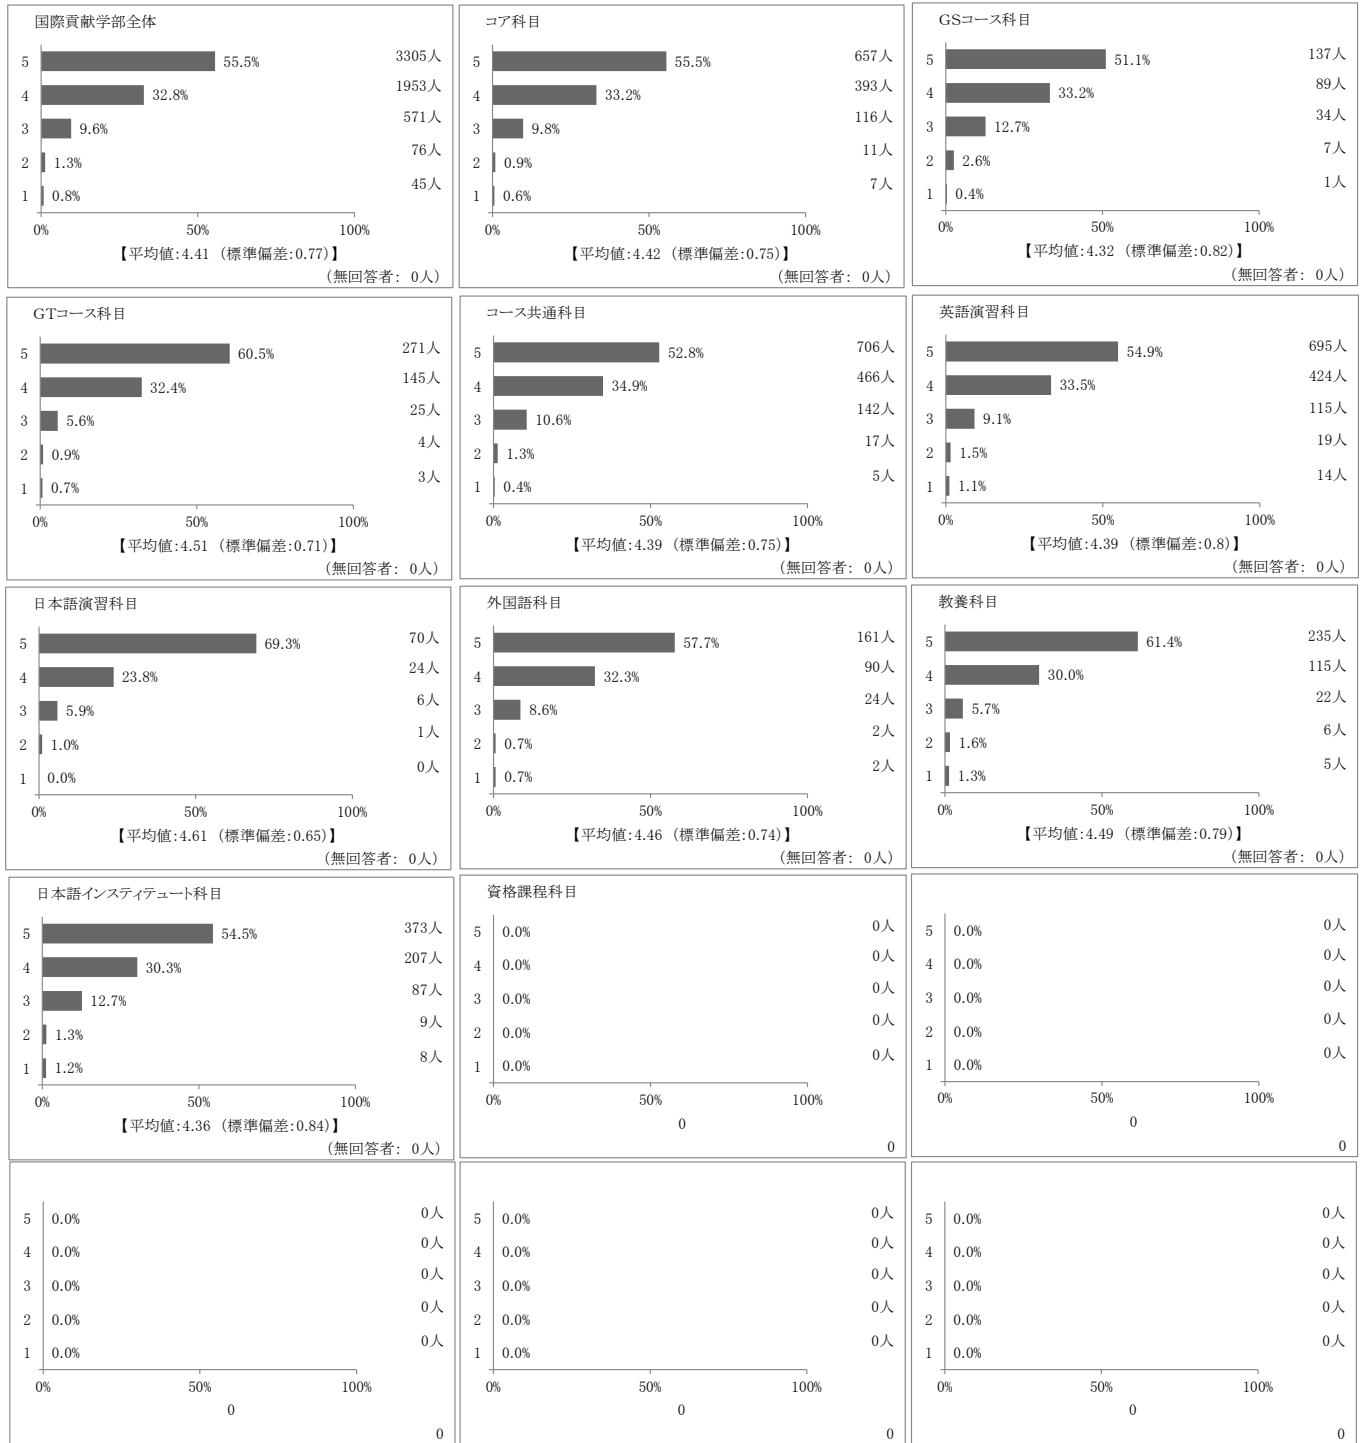 国際貢献学部全体
5 55.5% 3305人
4 32.8% 1953人
3 9.6% 571人
2 1.3% 76人
1 0.8% 45人
0% 50% 100%
【平均値:4.41 (標準偏差:0.77)】
(無回答者: 0人)
コア科目
5 55.5% 657人
4 33.2% 393人
3 9.8% 116人
2 0.9% 11人
1 0.6% 7人
0% 50% 100%
【平均値:4.42 (標準偏差:0.75)】
(無回答者: 0人)
GSコース科目
5 51.1% 137人
4 33.2% 89人
3 12.7% 34人
2 2.6% 7人
1 0.4% 1人
0% 50% 100%
【平均値:4.32 (標準偏差:0.82)】
(無回答者: 0人)
GTコース科目
5 60.5% 271人
4 32.4% 145人
3 5.6% 25人
2 0.9% 4人
1 0.7% 3人
0% 50% 100%
【平均値:4.51 (標準偏差:0.71)】
(無回答者: 0人)
コース共通科目
5 52.8% 706人
4 34.9% 466人
3 10.6% 142人
2 1.3% 17人
1 0.4% 5人
0% 50% 100%
【平均値:4.39 (標準偏差:0.75)】
(無回答者: 0人)
英語演習科目
5 54.9% 695人
4 33.5% 424人
3 9.1% 115人
2 1.5% 19人
1 1.1% 14人
0% 50% 100%
【平均値:4.39 (標準偏差:0.8)】
(無回答者: 0人)
日本語演習科目
5 69.3% 70人
4 23.8% 24人
3 5.9% 6人
2 1.0% 1人
1 0.0% 0人
0% 50% 100%
【平均値:4.61 (標準偏差:0.65)】
(無回答者: 0人)
外国語科目
5 57.7% 161人
4 32.3% 90人
3 8.6% 24人
2 0.7% 2人
1 0.7% 2人
0% 50% 100%
【平均値:4.46 (標準偏差:0.74)】
(無回答者: 0人)
教養科目
5 61.4% 235人
4 30.0% 115人
3 5.7% 22人
2 1.6% 6人
1 1.3% 5人
0% 50% 100%
【平均値:4.49 (標準偏差:0.79)】
(無回答者: 0人)
日本語インスティテュート科目
5 54.5% 373人
4 30.3% 207人
3 12.7% 87人
2 1.3% 9人
1 1.2% 8人
0% 50% 100%
【平均値:4.36 (標準偏差:0.84)】
(無回答者: 0人)
資格課程科目
5 0.0% 0人
4 0.0% 0人
3 0.0% 0人
2 0.0% 0人
1 0.0% 0人
0% 50% 100%
0
0
5 0.0% 0人
4 0.0% 0人
3 0.0% 0人
2 0.0% 0人
1 0.0% 0人
0% 50% 100%
0
0
5 0.0% 0人
4 0.0% 0人
3 0.0% 0人
2 0.0% 0人
1 0.0% 0人
0% 50% 100%
0
0
5 0.0% 0人
4 0.0% 0人
3 0.0% 0人
2 0.0% 0人
1 0.0% 0人
0% 50% 100%
0
0
5 0.0% 0人
4 0.0% 0人
3 0.0% 0人
2 0.0% 0人
1 0.0% 0人
0% 50% 100%
0
0